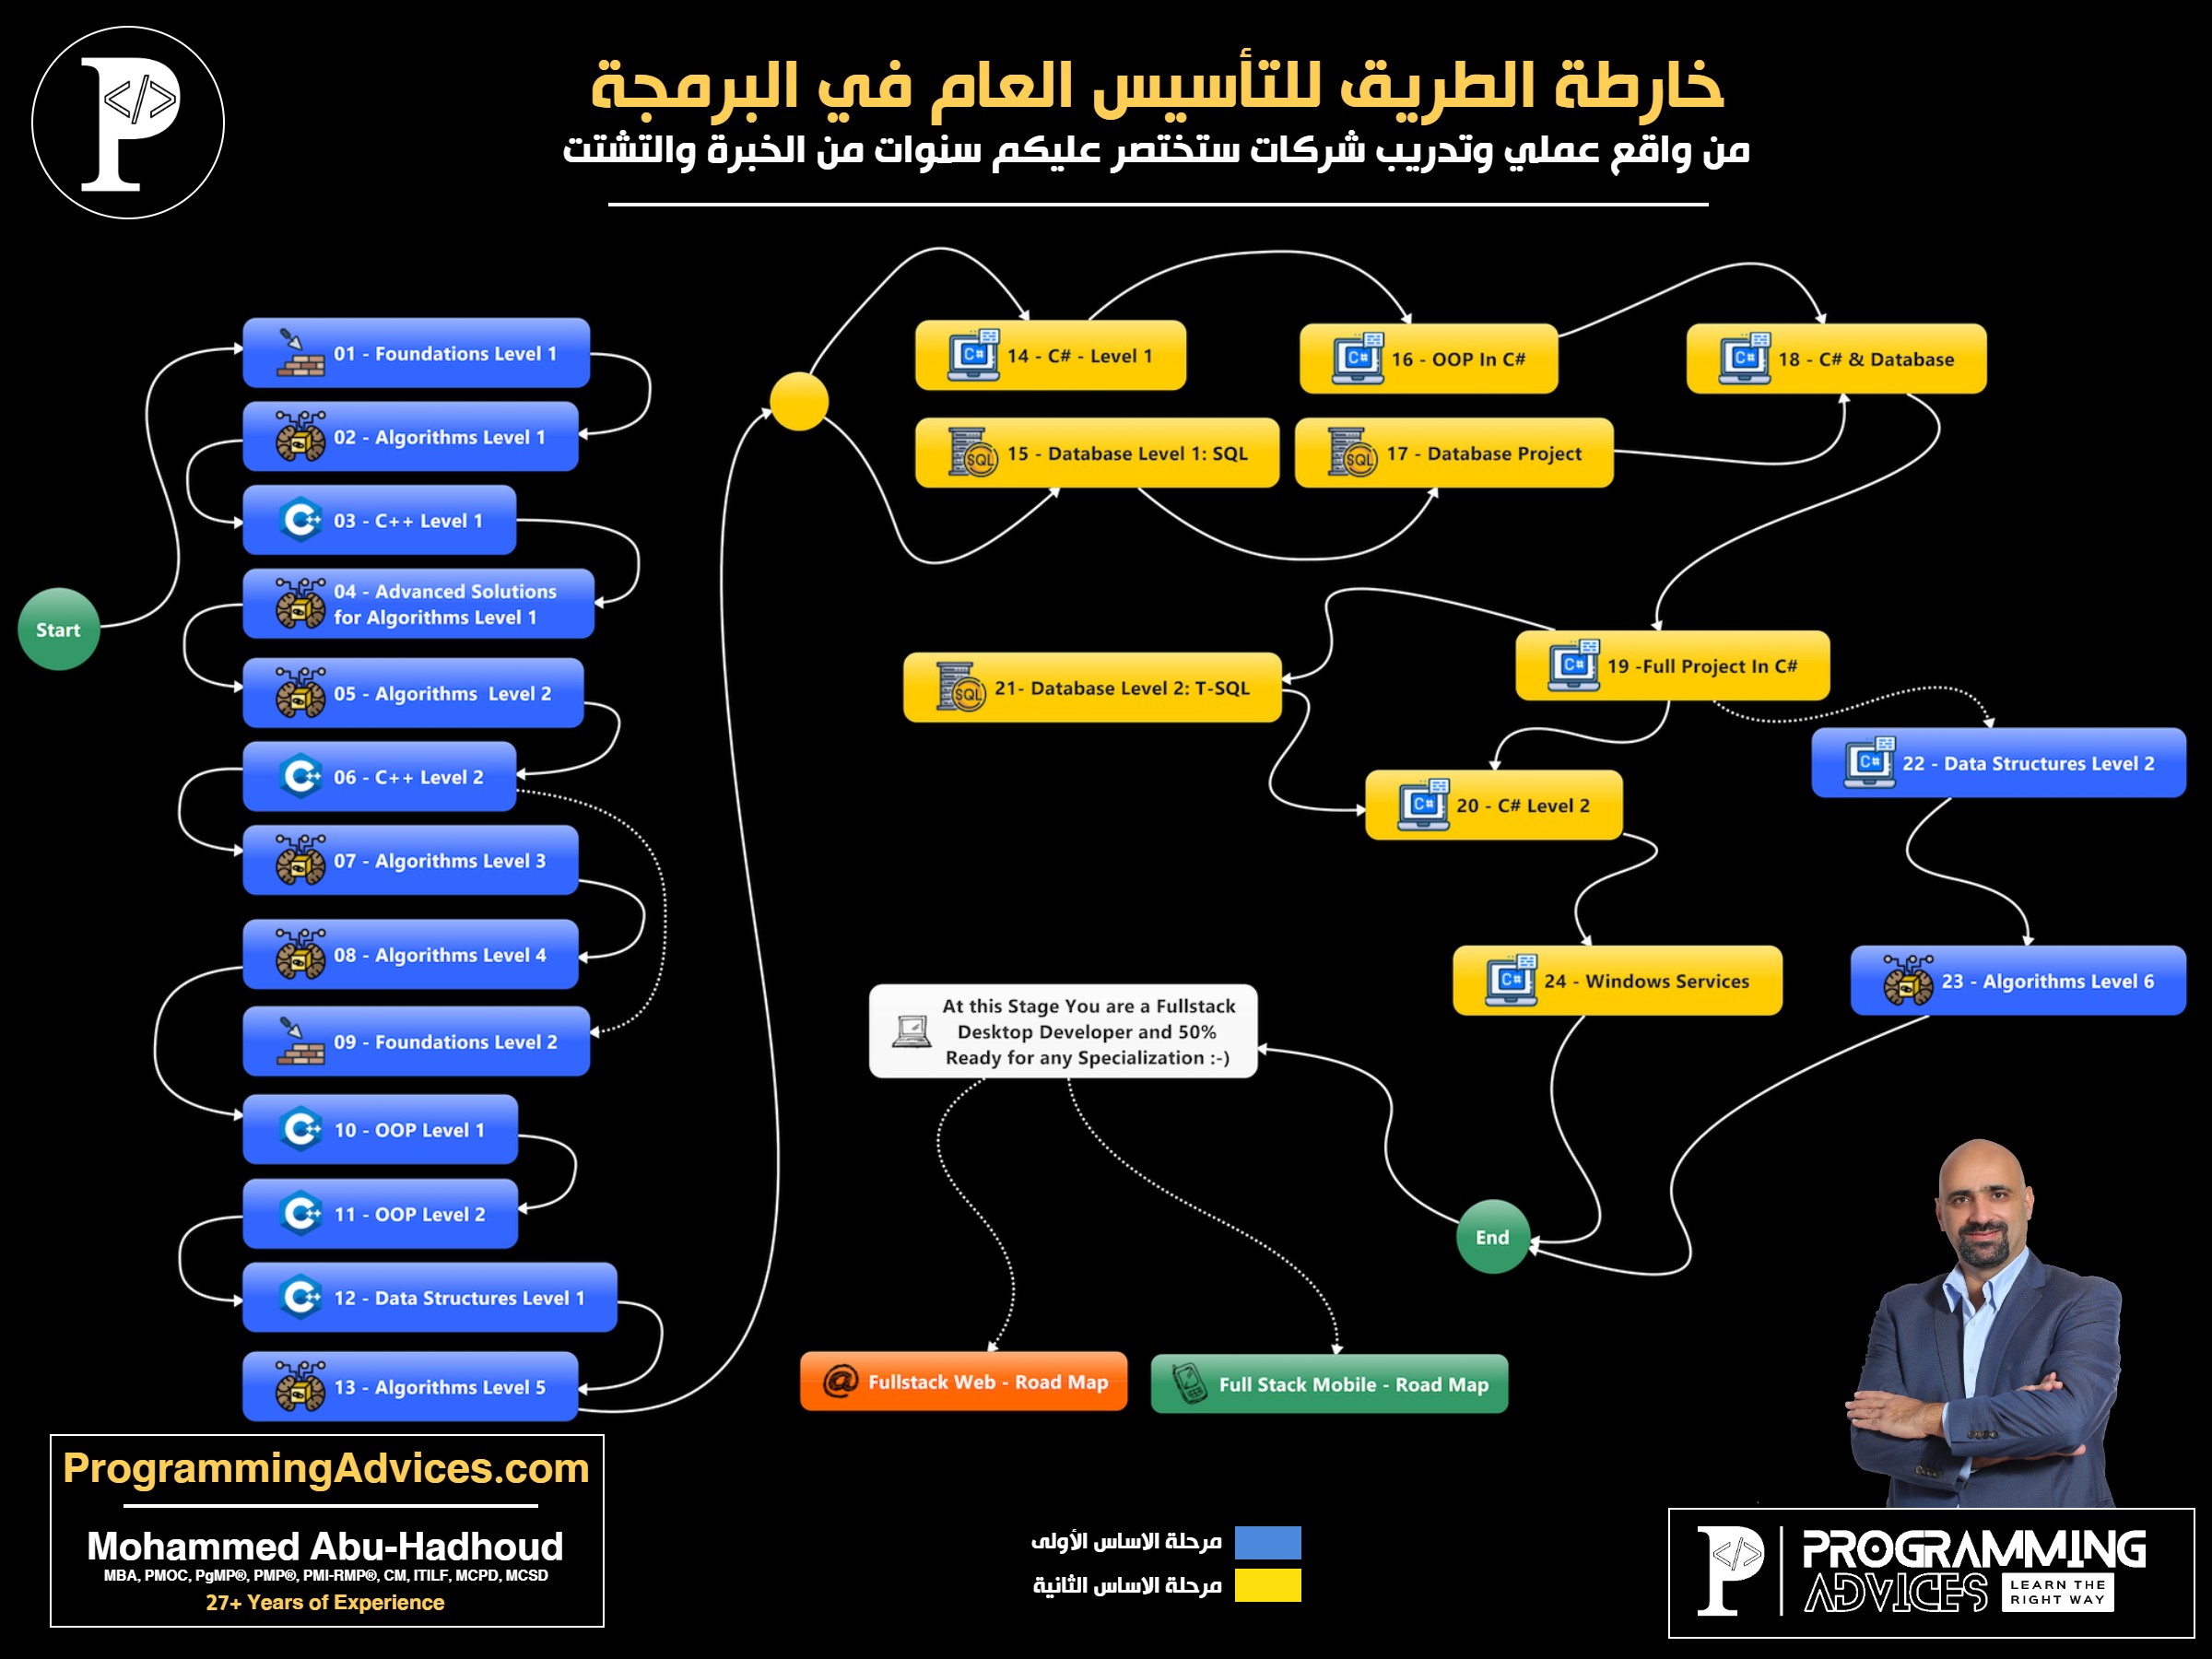 خارطة الطريق للتأسيس العام في البرمجة
من واقع عملي وتدريب شركات ستختصر عليكم سنوات من الخبرة والتشتت
Start
01 - Foundations Level 1
02 - Algorithms Level 1
03 - C++ Level 1
04 - Advanced Solutions
for Algorithms Level 1
05 - Algorithms  Level 2
06 - C++ Level 2
07 - Algorithms Level 3
08 - Algorithms Level 4
09 - Foundations Level 2
10 - OOP Level 1
11 - OOP Level 2
12 - Data Structures Level 1
13 - Algorithms Level 5
14 - C# - Level 1
16 - OOP In C#
18 - C# & Database
15 - Database Level 1: SQL
17 - Database Project
19 -Full Project In C#
21- Database Level 2: T-SQL
22 - Data Structures Level 2
20 - C# Level 2
24 - Windows Services
23 - Algorithms Level 6
At this Stage You are a Fullstack
Desktop Developer and 50%
Ready for any Specialization :-)
End
Fullstack Web - Road Map
Full Stack Mobile - Road Map
ProgrammingAdvices.com
Mohammed Abu-Hadhoud
MBA, PMOC, PgMP®, PMP®, PMI-RMP®, CM, ITILF, MCPD, MCSD
27+ Years of Experience
مرحلة الاساس الأولى
مرحلة الاساس الثانية
PROGRAMMING
ADVICES
LEARN THE
RIGHT WAY